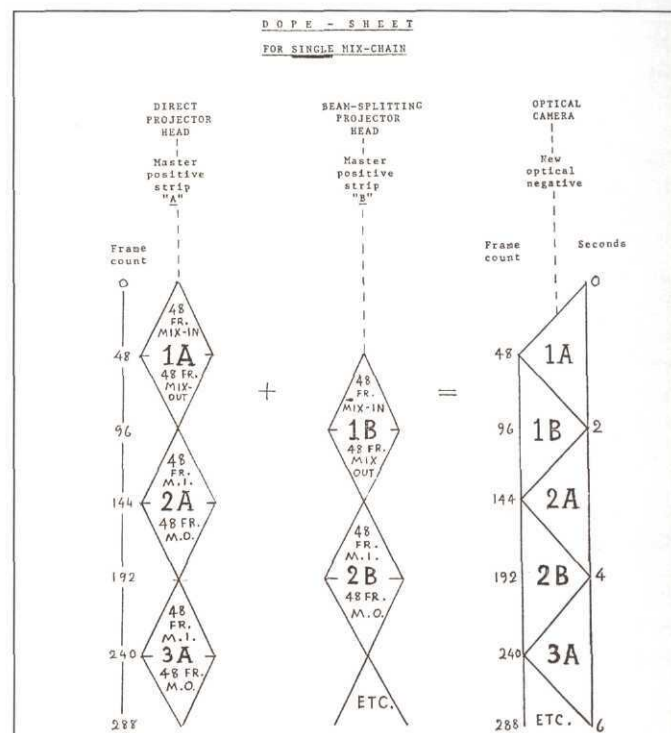 DOPE - SHEET
FOR SINGLE MIX-CHAIN
DIRECT
PROJECTOR
HEAD
Master
positive
strip
"A"
BEAM-SPLITTING
PROJECTOR
HEAD
Master
positive
strip
"B"
OPTICAL
CAMERA
New
optical
negative
Frame
count
0
48
96
144
192
240
288
48
FR.
MIX-IN
1A
48 FR.
MIX-
OUT
48
FR.
M.I.
2A
48 FR.
M.O.
48
FR.
M.I.
3A
48 FR.
M.O.
+
48
FR.
MIX-IN
1B
48 FR.
MIX
OUT
48
FR.
M.I.
2B
48 FR.
M.O.
ETC.
=
Frame
count
48
96
144
192
240
288
1A
1B
2A
2B
3A
ETC.
Seconds
0
2
4
6